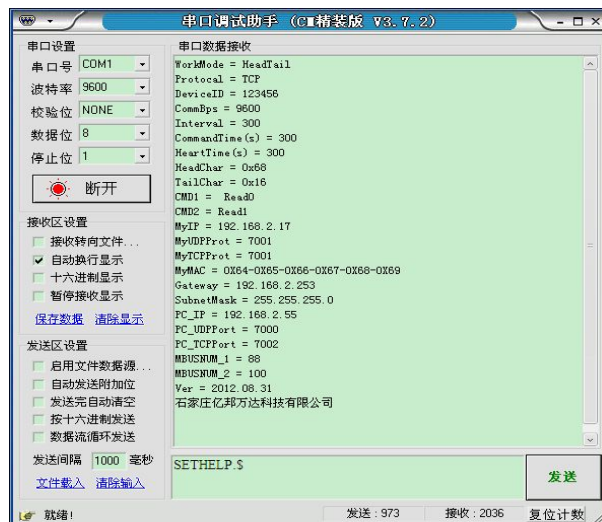 串口调试助手 (CM精装版 V3.7.2)
串口设置
串口号 COM1
波特率 9600
校验位 NONE
数据位 8
停止位 1
断开
接收区设置
接收转向文件...
自动换行显示
十六进制显示
暂停接收显示
保存数据 清除显示
发送区设置
启用文件数据源...
自动发送附加位
发送完自动清空
按十六进制发送
数据流循环发送
发送间隔 1000 毫秒
文件载入 清除输入
串口数据接收
WorkMode = HeadTail
Protocal = TCP
DeviceID = 123456
CommBps = 9600
Interval = 300
CommandTime(s) = 300
HeartTime(s) = 300
HeadChar = 0x68
TailChar = 0x16
CMD1 =  Read0
CMD2 = Read1
MyIP = 192.168.2.17
MyUDPProt = 7001
MyTCPProt = 7001
MyMAC = 0X64-0X65-0X66-0X67-0X68-0X69
Gateway = 192.168.2.253
SubnetMask = 255.255.255.0
PC_IP = 192.168.2.55
PC_UDPPort = 7000
PC_TCPPort = 7002
MBUSNUM_1 = 88
MBUSNUM_2 = 100
Ver = 2012.08.31
石家庄亿邦万达科技有限公司
SETHELP.$
发送
就绪!
发送 : 973
接收 : 2036
复位计数